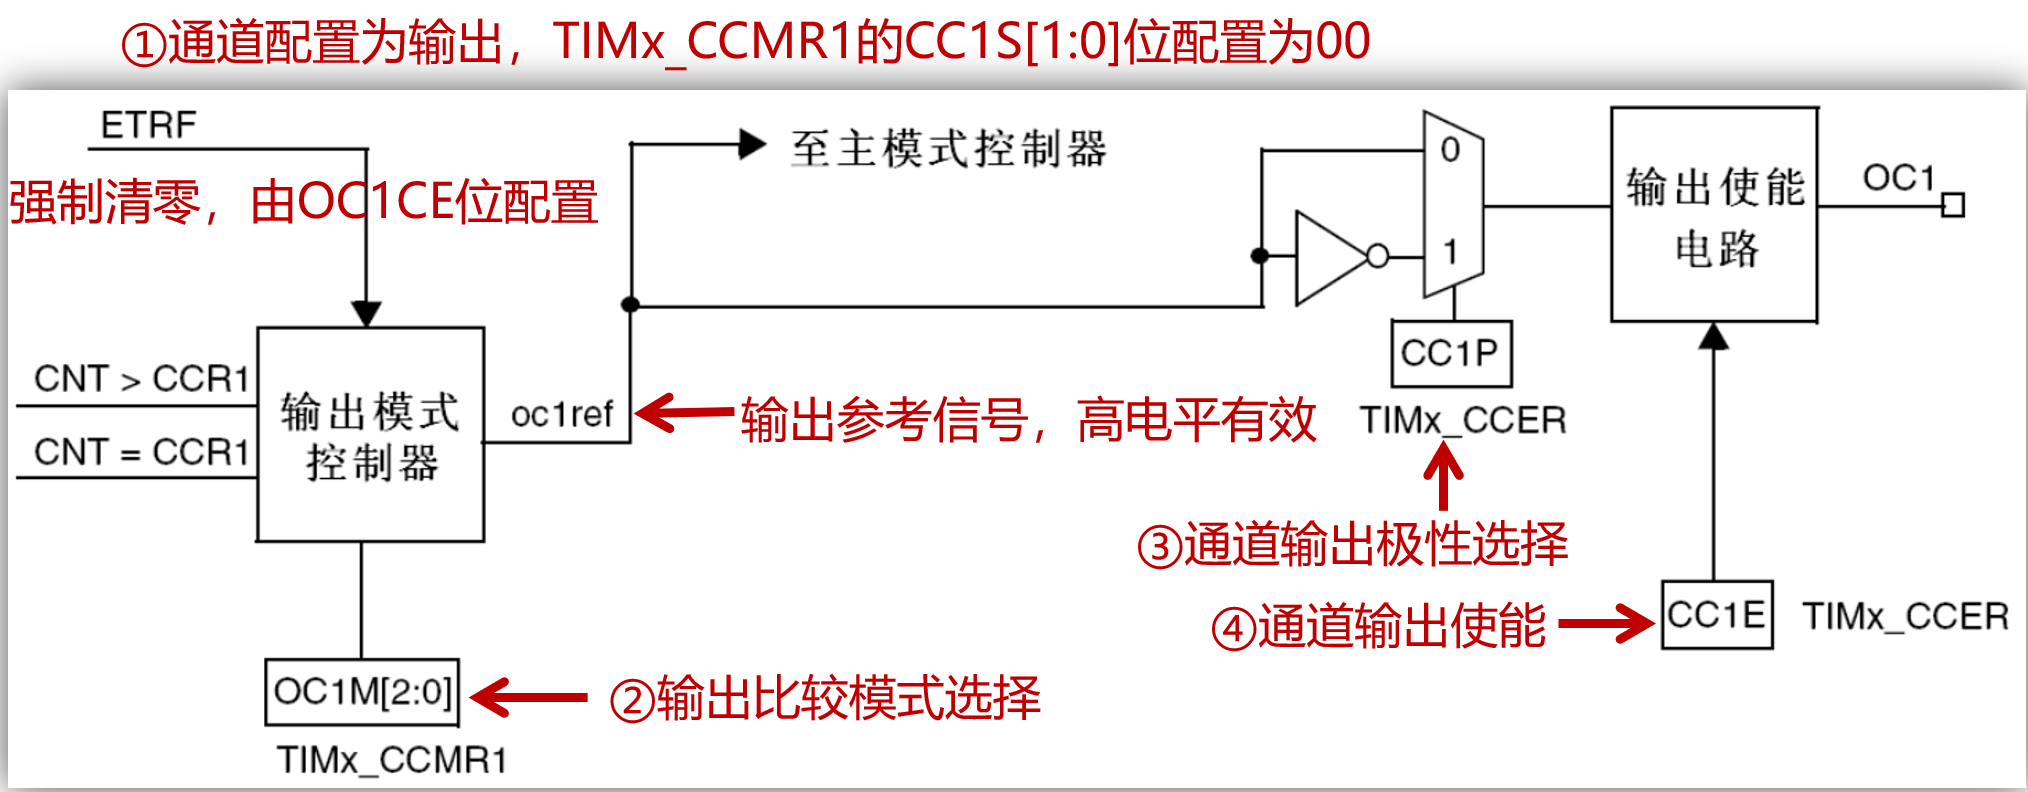 ①通道配置为输出，TIMx_CCMR1的CC1S[1:0]位配置为00
ETRF
强制清零，由OC1CE位配置
至主模式控制器
0
1
输出使能
电路
OC1
CC1P
TIMx_CCER
CNT > CCR1
CNT = CCR1
输出模式
控制器
oc1ref
输出参考信号，高电平有效
③通道输出极性选择
④通道输出使能
CC1E
TIMx_CCER
OC1M[2:0]
②输出比较模式选择
TIMx_CCMR1